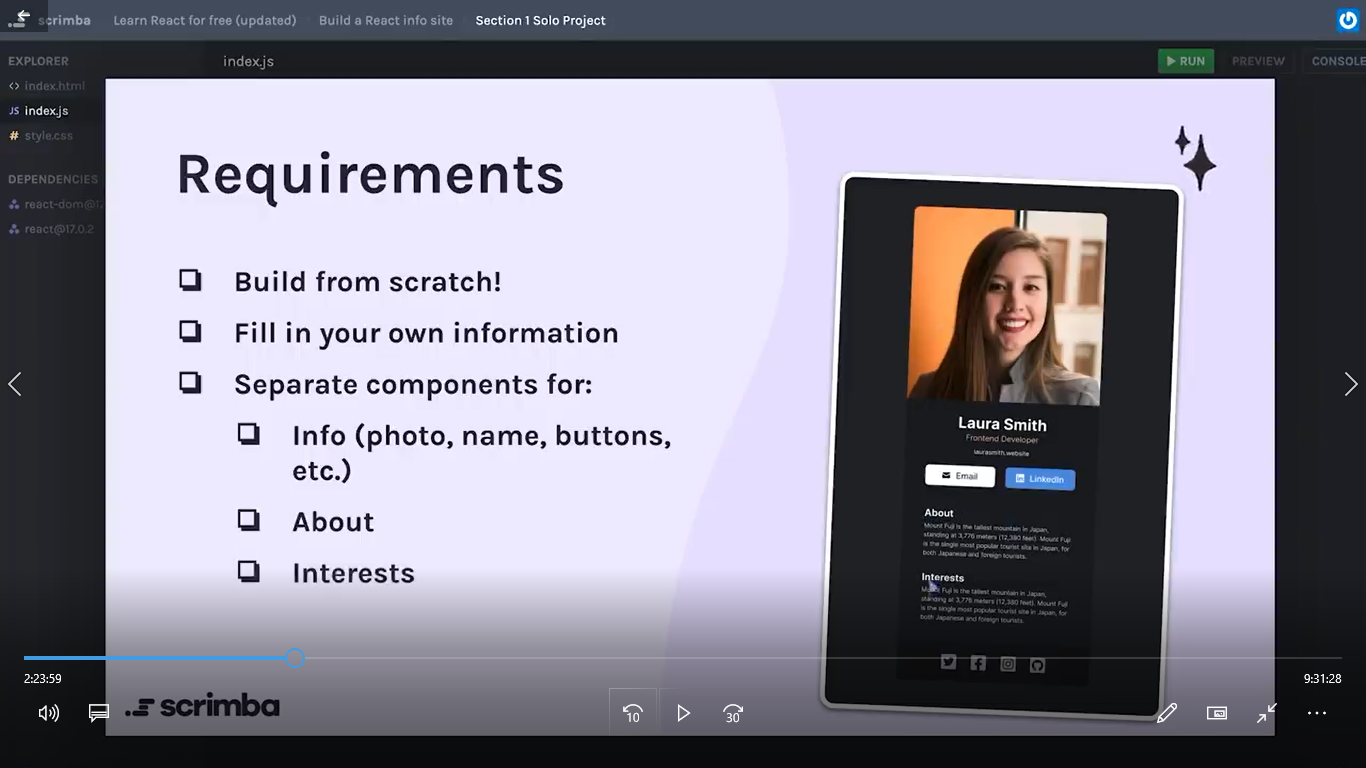 scrimba
Learn React for free (updated)
Build a React info site
Section 1 Solo Project
EXPLORER
index.js
RUN
PREVIEW
CONSOLE
<> index.html
JS index.js
# style.css
DEPENDENCIES
react-dom@17
react@17.0.2
Requirements
Build from scratch!
Fill in your own information
Separate components for:
Info (photo, name, buttons,
etc.)
About
Interests
Laura Smith
Frontend Developer
laurasmith.website
Email
LinkedIn
About
Mount Fuji is the tallest mountain in Japan,
standing at 3,776 meters (12,380 feet). Mount Fuji
is the single most popular tourist site in Japan, for
both Japanese and foreign tourists.
Interests
Mount Fuji is the tallest mountain in Japan,
standing at 3,776 meters (12,380 feet). Mount Fuji
is the single most popular tourist site in Japan, for
both Japanese and foreign tourists.
2:23:59
9:31:28
scrimba
10
30